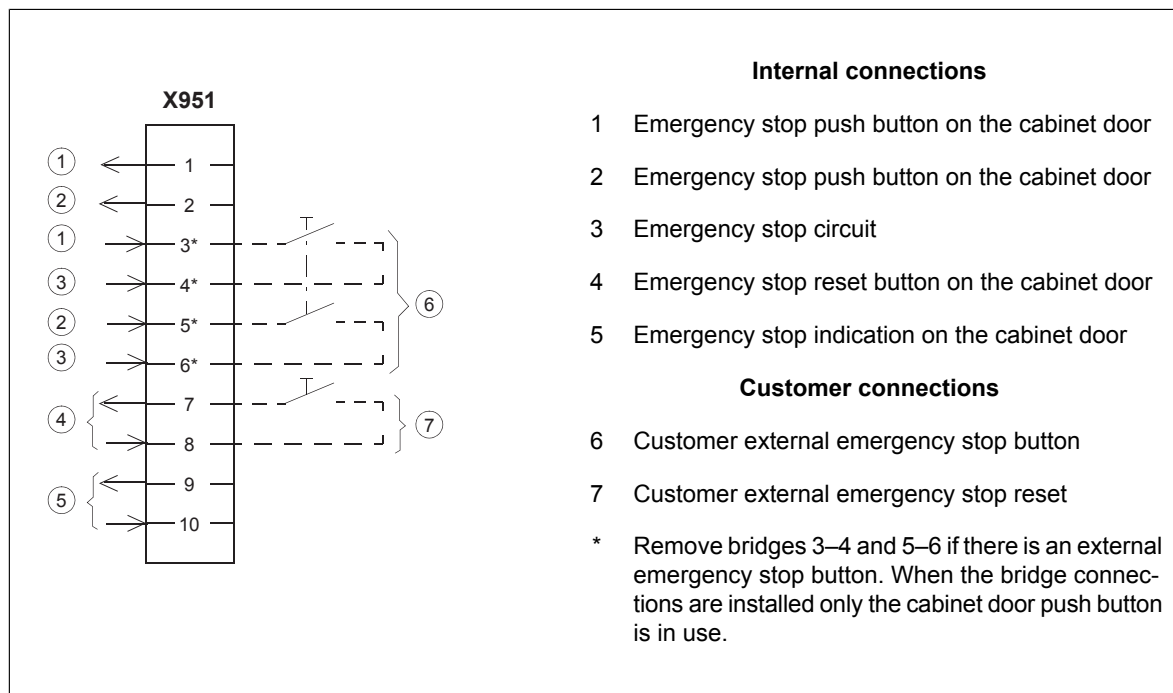 X951
1 1
2 2
1 3*
3 4*
2 5*
3 6*
6
7
4
8
7
9
5
10
Internal connections
1 Emergency stop push button on the cabinet door
2 Emergency stop push button on the cabinet door
3 Emergency stop circuit
4 Emergency stop reset button on the cabinet door
5 Emergency stop indication on the cabinet door
Customer connections
6 Customer external emergency stop button
7 Customer external emergency stop reset
* Remove bridges 3–4 and 5–6 if there is an external
emergency stop button. When the bridge connec-
tions are installed only the cabinet door push button
is in use.